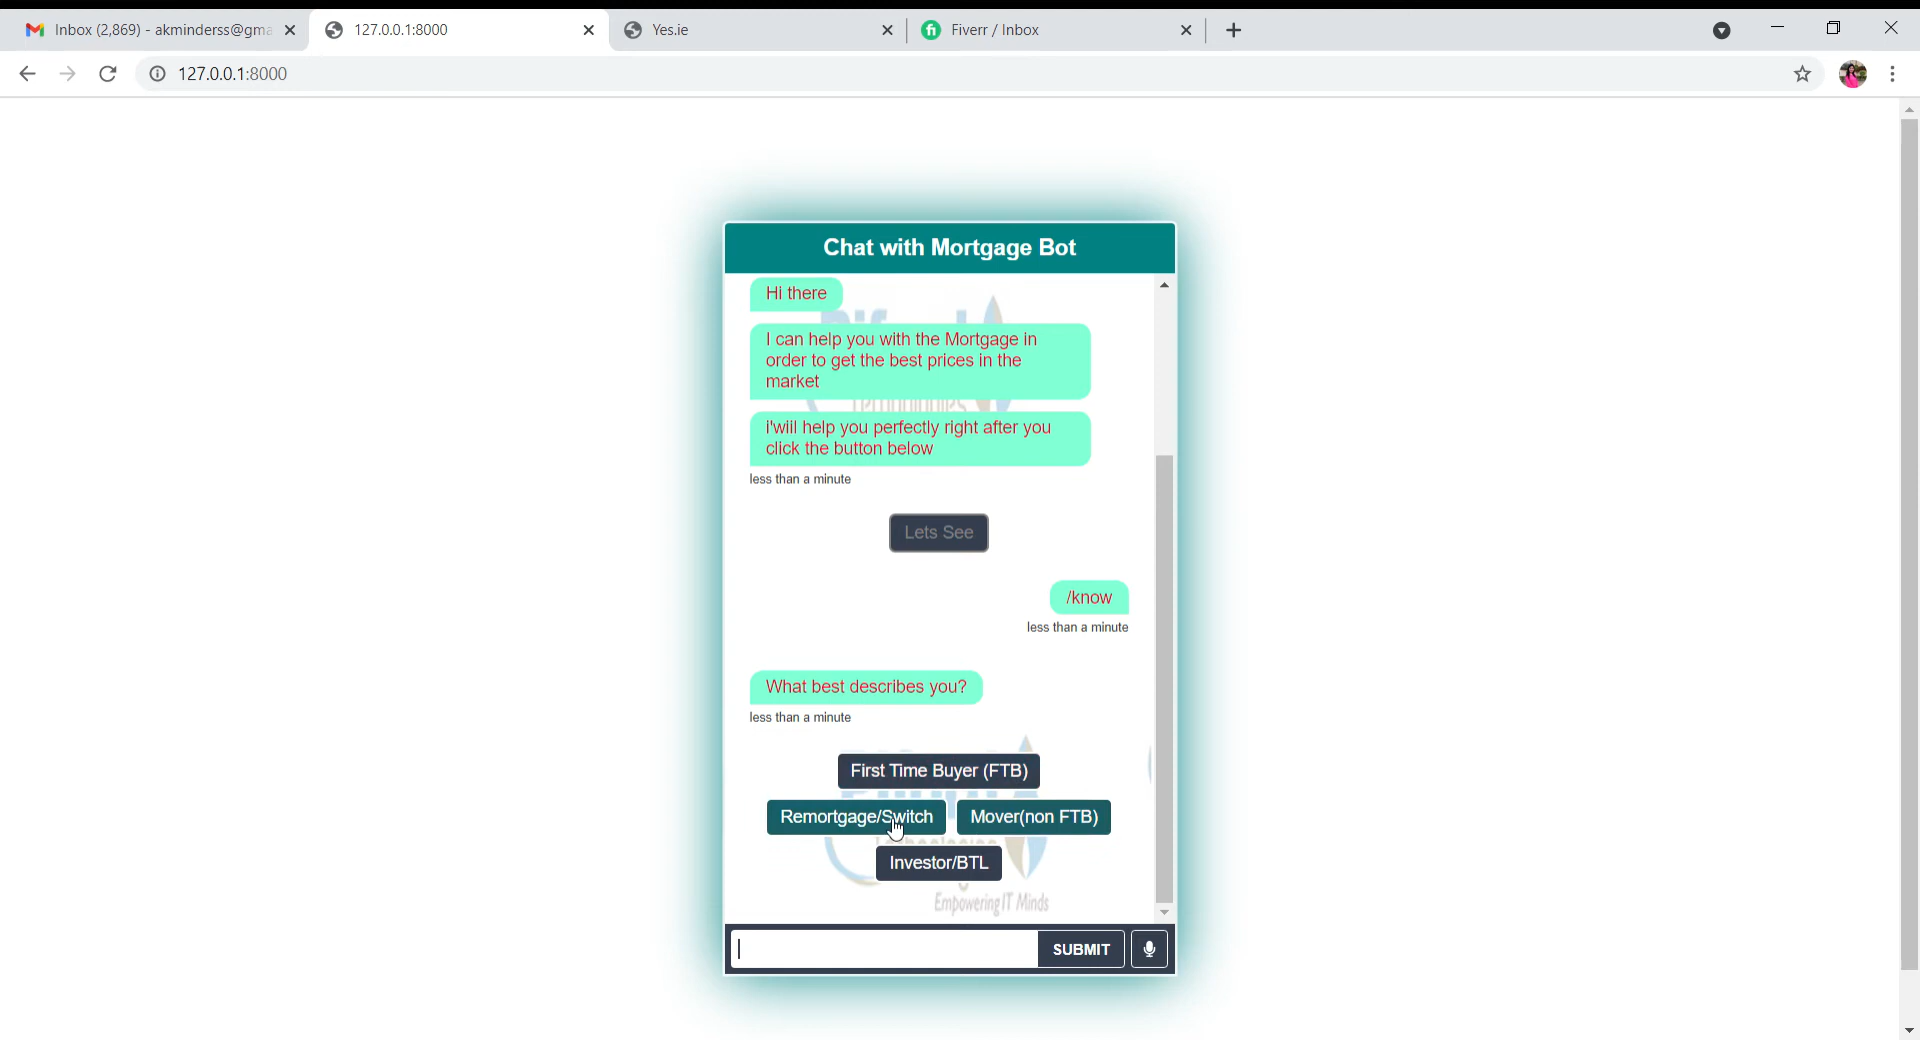 Inbox (2,869) - akminderss@gma
127.0.0.1:8000
Yes.ie
Fiverr / Inbox
127.0.0.1:8000
Chat with Mortgage Bot
Hi there
I can help you with the Mortgage in
order to get the best prices in the
market
i'wiil help you perfectly right after you
click the button below
less than a minute
Lets See
/know
less than a minute
What best describes you?
less than a minute
First Time Buyer (FTB)
Remortgage/Switch
Mover(non FTB)
Investor/BTL
Empowering IT Minds
SUBMIT